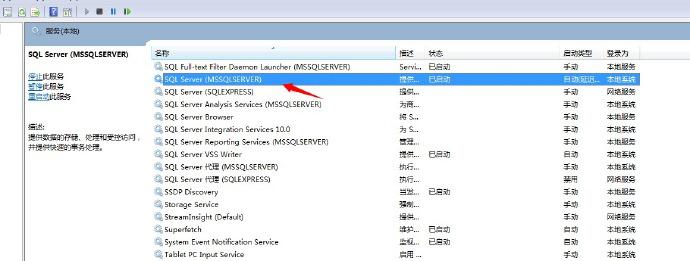 服务(本地)
SQL Server (MSSQLSERVER)
停止此服务
暂停此服务
重启动此服务
描述:
提供数据的存储、处理和受控访问,
并提供快速的事务处理。
名称 描述 状态 启动类型 登录为
SQL Full-text Filter Daemon Launcher (MSSQLSERVER) Servi... 已启动 手动 本地服务
SQL Server (MSSQLSERVER) 提供... 已启动 自动(延迟... 本地系统
SQL Server (SQLEXPRESS) 提供... 手动 网络服务
SQL Server Analysis Services (MSSQLSERVER) 为商... 手动 本地系统
SQL Server Browser 将 S... 手动 本地服务
SQL Server Integration Services 10.0 为 S... 手动 本地系统
SQL Server Reporting Services (MSSQLSERVER) 管理... 手动 本地系统
SQL Server VSS Writer 提供... 已启动 自动 本地系统
SQL Server 代理 (MSSQLSERVER) 执行... 手动 本地系统
SQL Server 代理 (SQLEXPRESS) 执行... 禁用 网络服务
SSDP Discovery 当发... 已启动 手动 本地服务
Storage Service 强制... 手动 本地系统
StreamInsight (Default) 提供... 手动 网络服务
Superfetch 维护... 已启动 自动 本地系统
System Event Notification Service 监视... 已启动 自动 本地系统
Tablet PC Input Service 启用... 手动 本地系统